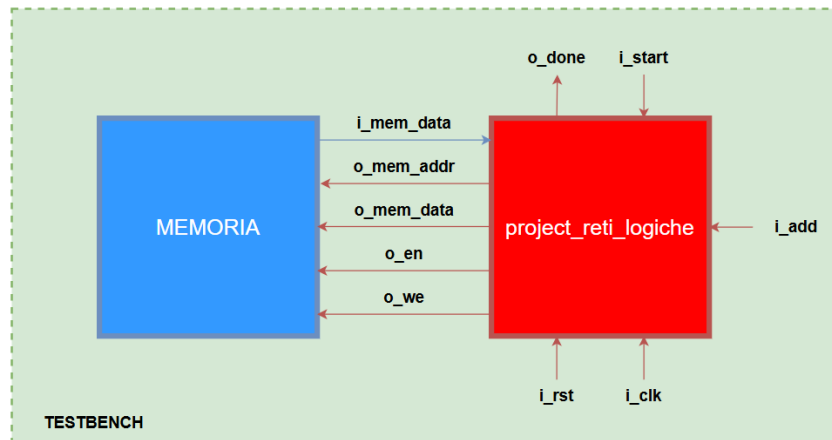 o_done
i_start
i_mem_data
o_mem_addr
o_mem_data
o_en
o_we
MEMORIA
project_reti_logiche
i_add
i_rst
i_clk
TESTBENCH